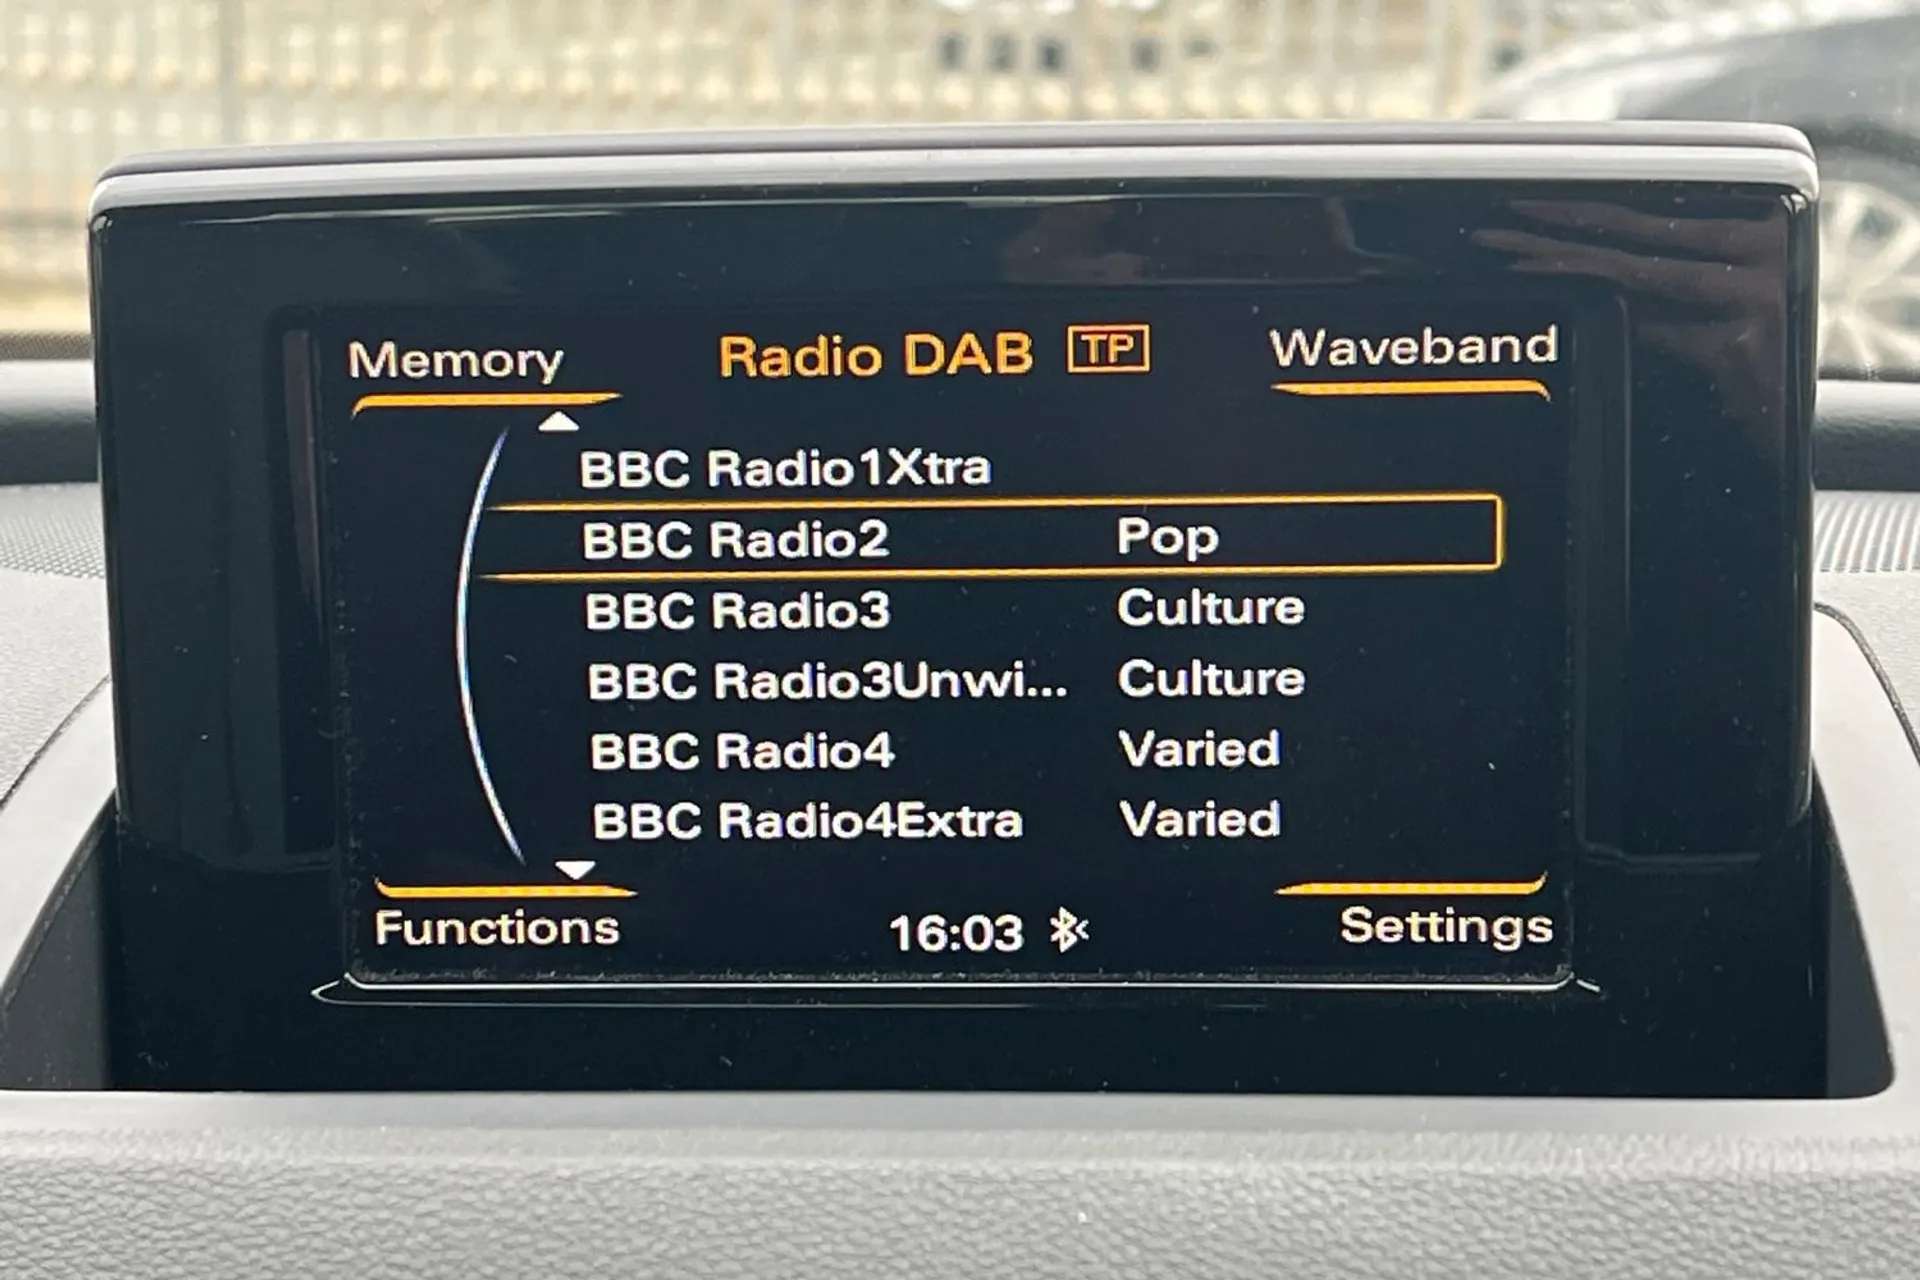 Memory Radio DAB TP Waveband
BBC Radio1Xtra
BBC Radio2 Pop
BBC Radio3 Culture
BBC Radio3Unwi... Culture
BBC Radio4 Varied
BBC Radio4Extra Varied
Functions 16:03 Settings